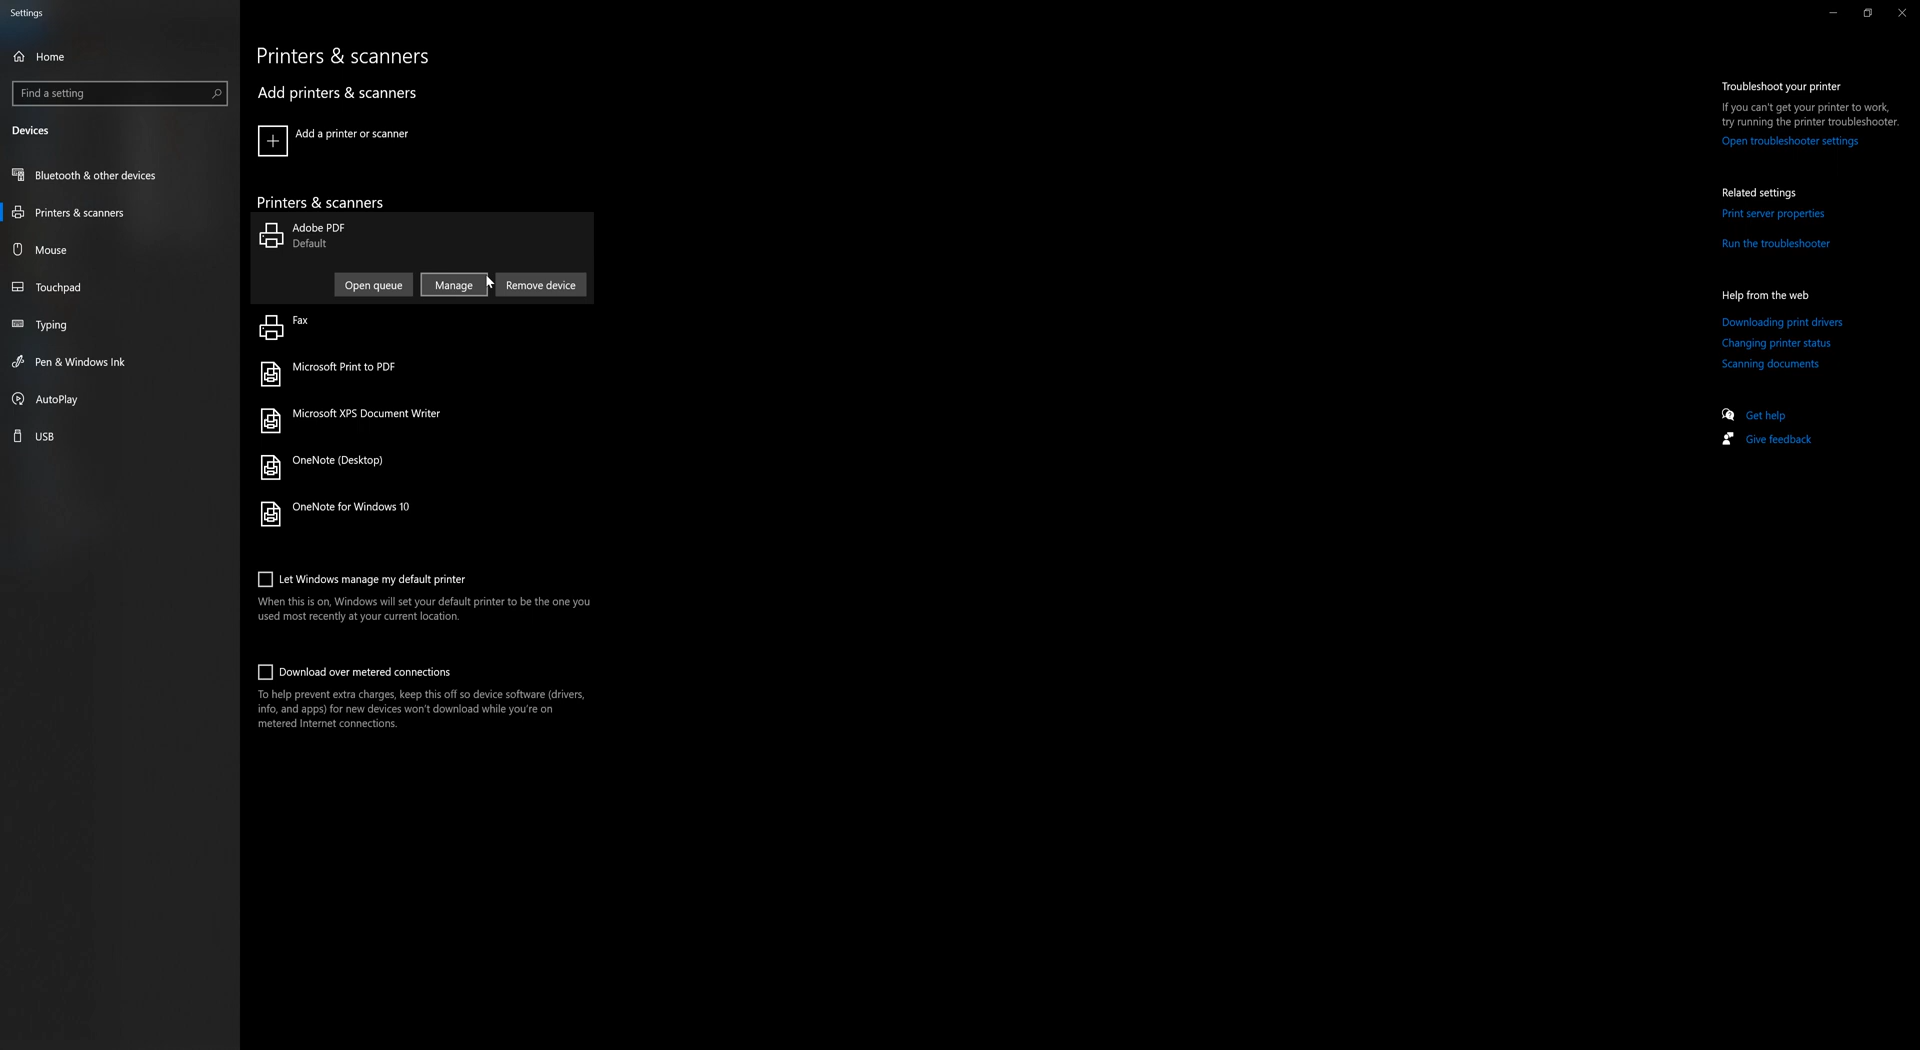 Settings
Home
Find a setting
Devices
Bluetooth & other devices
Printers & scanners
Mouse
Touchpad
Typing
Pen & Windows Ink
AutoPlay
USB
Printers & scanners
Add printers & scanners
Add a printer or scanner
Printers & scanners
Adobe PDF
Default
Open queue
Manage
Remove device
Fax
Microsoft Print to PDF
Microsoft XPS Document Writer
OneNote (Desktop)
OneNote for Windows 10
Let Windows manage my default printer
When this is on, Windows will set your default printer to be the one you
used most recently at your current location.
Download over metered connections
To help prevent extra charges, keep this off so device software (drivers,
info, and apps) for new devices won't download while you're on
metered Internet connections.
Troubleshoot your printer
If you can't get your printer to work,
try running the printer troubleshooter.
Open troubleshooter settings
Related settings
Print server properties
Run the troubleshooter
Help from the web
Downloading print drivers
Changing printer status
Scanning documents
Get help
Give feedback